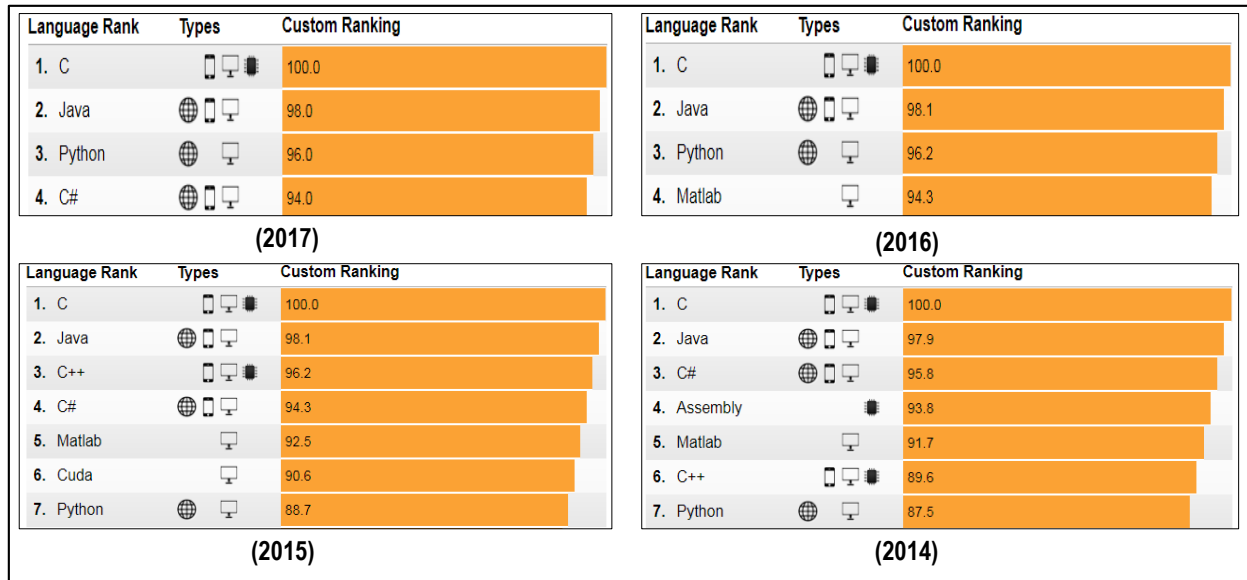 Language Rank Types Custom Ranking
1. C 100.0
2. Java 98.0
3. Python 96.0
4. C# 94.0
(2017)
Language Rank Types Custom Ranking
1. C 100.0
2. Java 98.1
3. Python 96.2
4. Matlab 94.3
(2016)
Language Rank Types Custom Ranking
1. C 100.0
2. Java 98.1
3. C++ 96.2
4. C# 94.3
5. Matlab 92.5
6. Cuda 90.6
7. Python 88.7
(2015)
Language Rank Types Custom Ranking
1. C 100.0
2. Java 97.9
3. C# 95.8
4. Assembly 93.8
5. Matlab 91.7
6. C++ 89.6
7. Python 87.5
(2014)